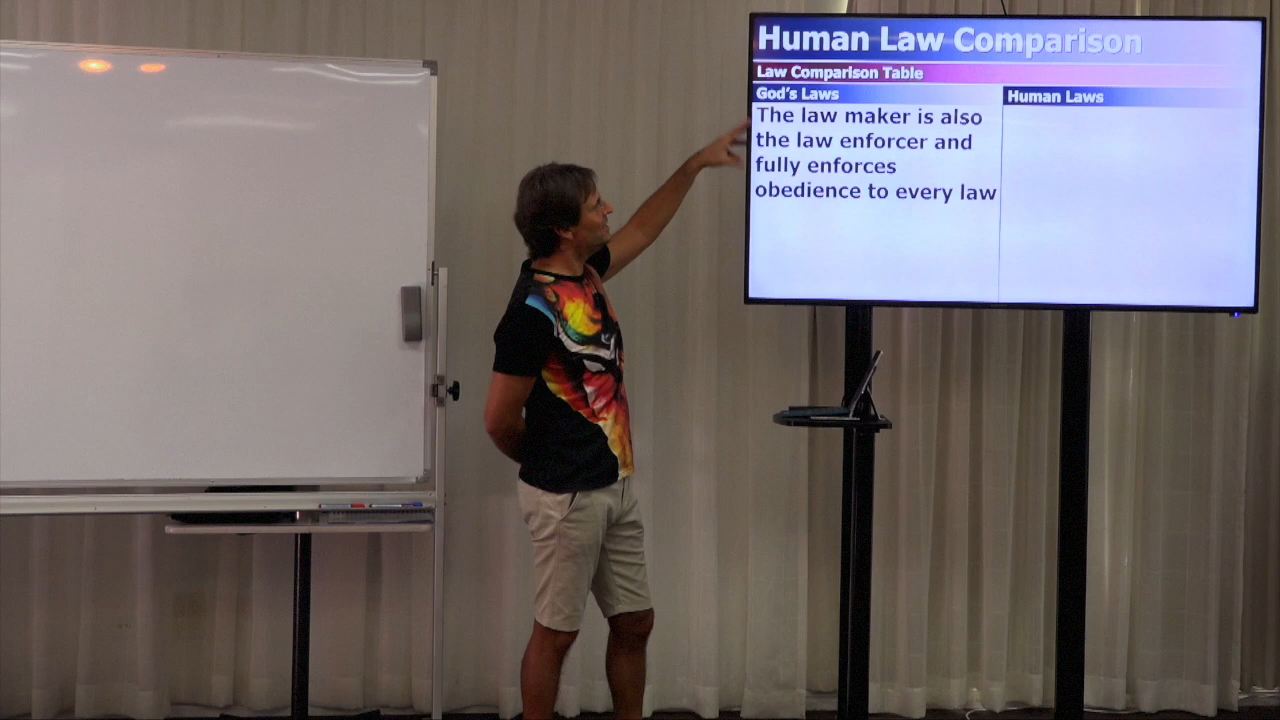 Human Law Comparison
Law Comparison Table
God's Laws
Human Laws
The law maker is also
the law enforcer and
fully enforces
obedience to every law